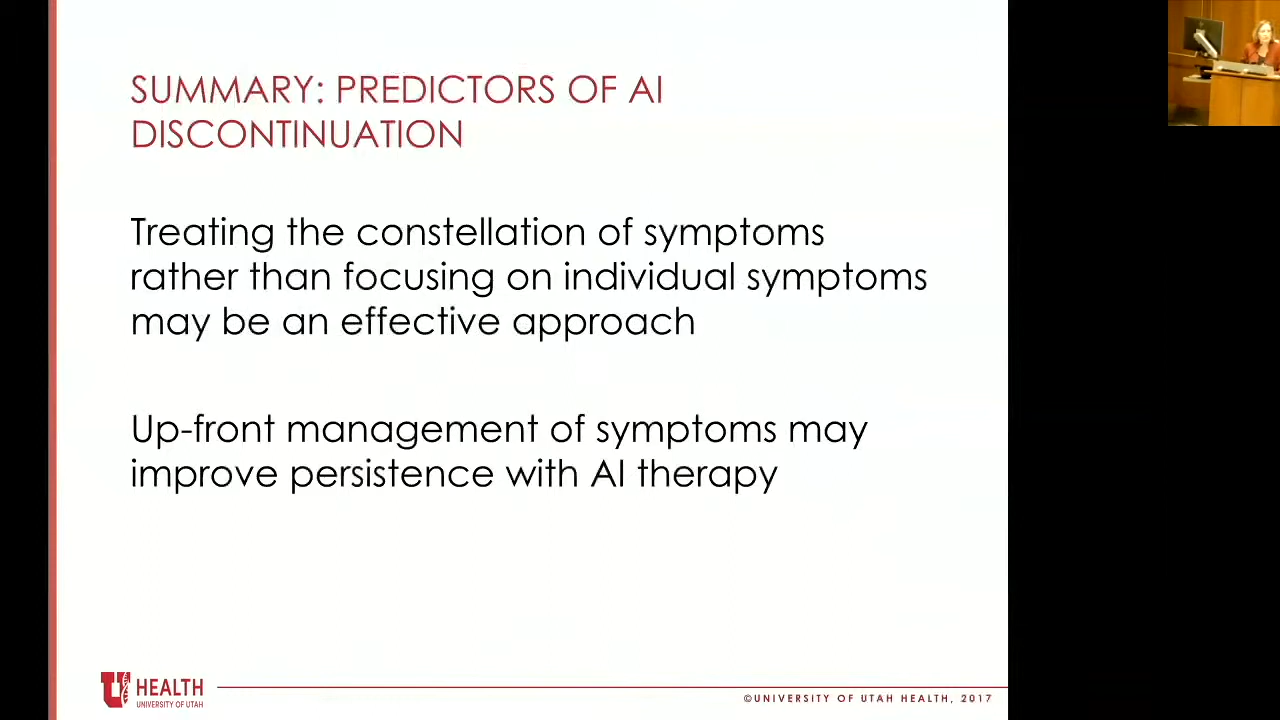 SUMMARY: PREDICTORS OF AI
DISCONTINUATION
Treating the constellation of symptoms
rather than focusing on individual symptoms
may be an effective approach
Up-front management of symptoms may
improve persistence with AI therapy
U HEALTH
UNIVERSITY OF UTAH
©UNIVERSITY OF UTAH HEALTH, 2017